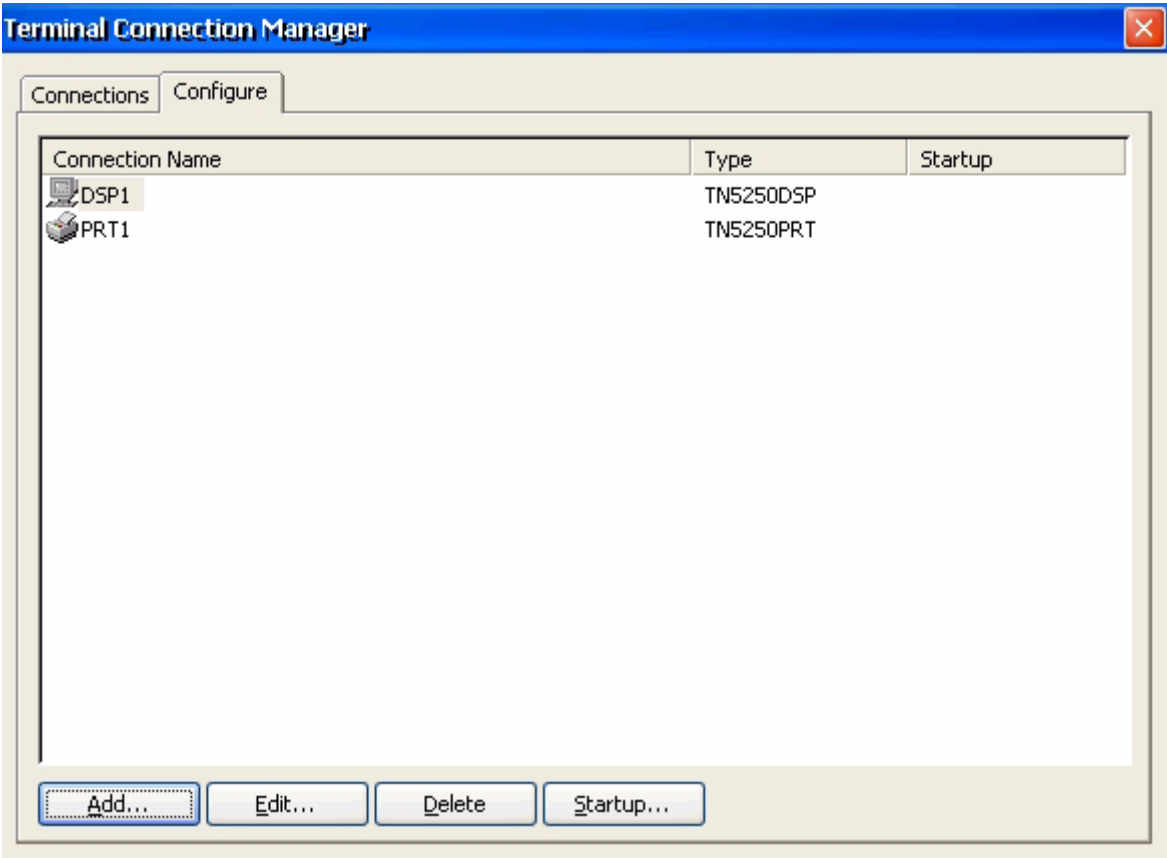 Terminal Connection Manager
Connections Configure
Connection Name Type Startup
DSP1 TN5250DSP
PRT1 TN5250PRT
Add... Edit... Delete Startup...